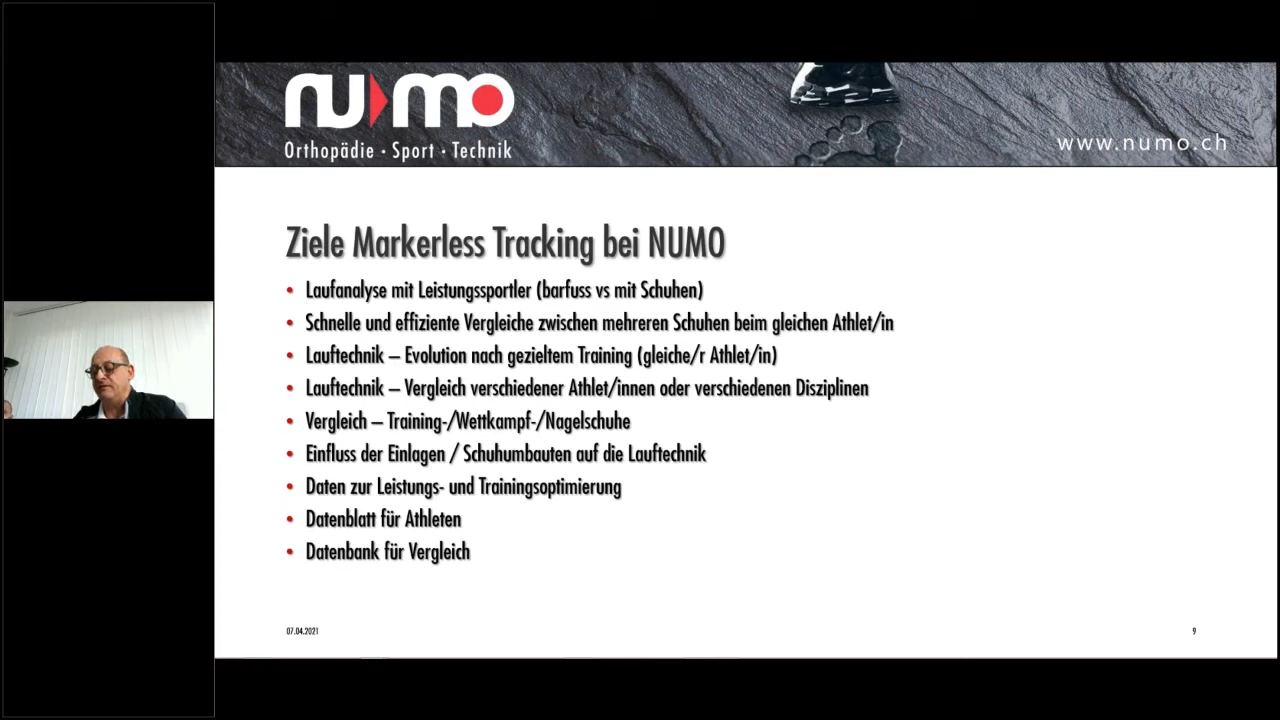 numo
Orthopädie · Sport · Technik
www.numo.ch
Ziele Markerless Tracking bei NUMO
• Laufanalyse mit Leistungssportler (barfuss vs mit Schuhen)
• Schnelle und effiziente Vergleiche zwischen mehreren Schuhen beim gleichen Athlet/in
• Lauftechnik – Evolution nach gezieltem Training (gleiche/r Athlet/in)
• Lauftechnik – Vergleich verschiedener Athlet/innen oder verschiedenen Disziplinen
• Vergleich – Training-/Wettkampf-/Nagelschuhe
• Einfluss der Einlagen / Schuhumbauten auf die Lauftechnik
• Daten zur Leistungs- und Trainingsoptimierung
• Datenblatt für Athleten
• Datenbank für Vergleich
07.04.2021
9